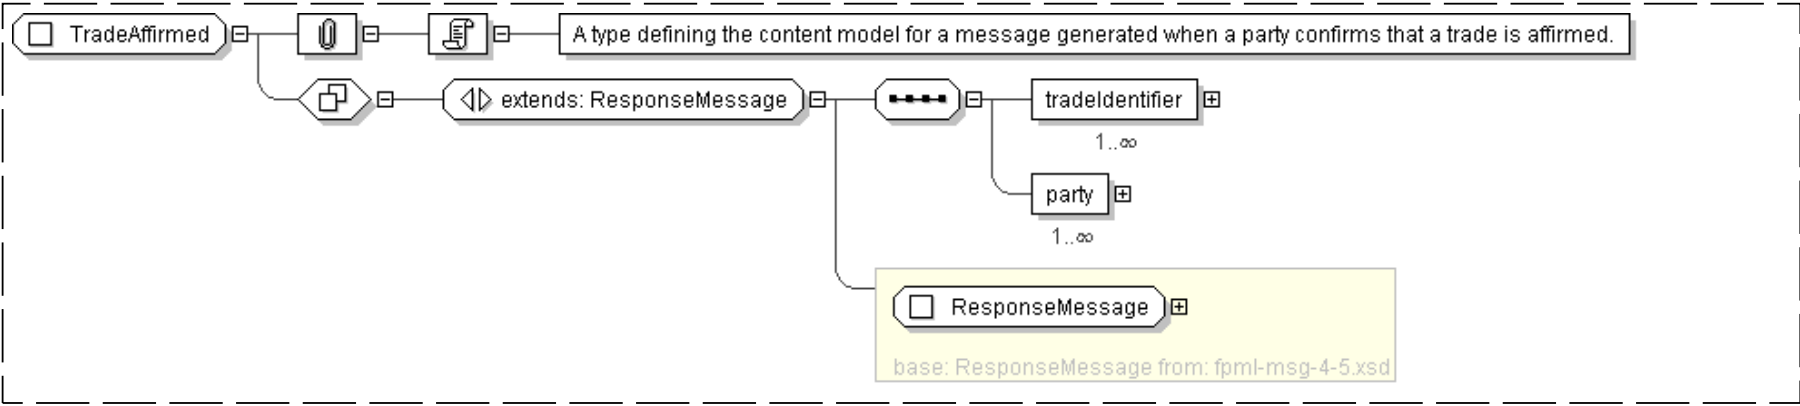 TradeAffirmed
A type defining the content model for a message generated when a party confirms that a trade is affirmed.
extends: ResponseMessage
tradeIdentifier
1..∞
party
1..∞
ResponseMessage
base: ResponseMessage from: fpml-msg-4-5.xsd